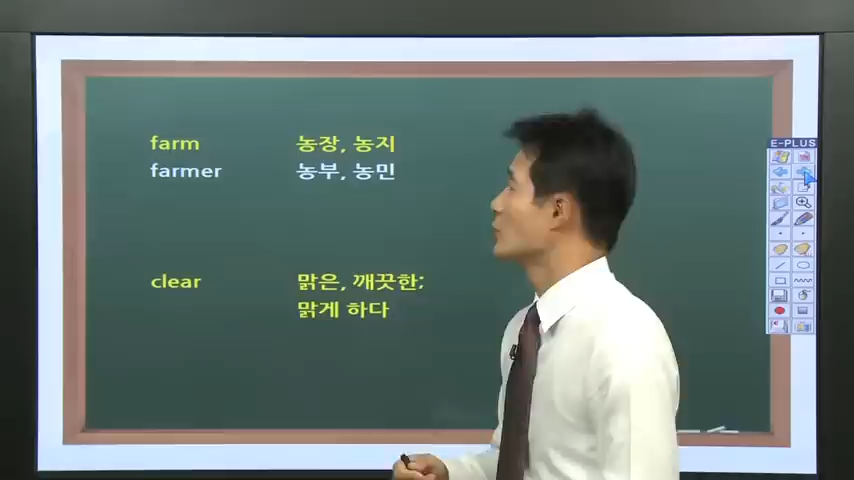 E-PLUS
farm 농장, 농지
farmer 농부, 농민
clear 맑은, 깨끗한;
맑게 하다